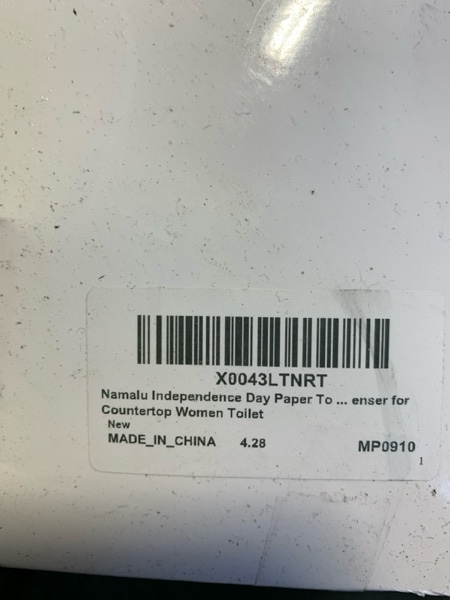 X0043LTNRT
Namalu Independence Day Paper To ... enser for
Countertop Women Toilet
New
MADE_IN_CHINA 4.28 MP0910
1